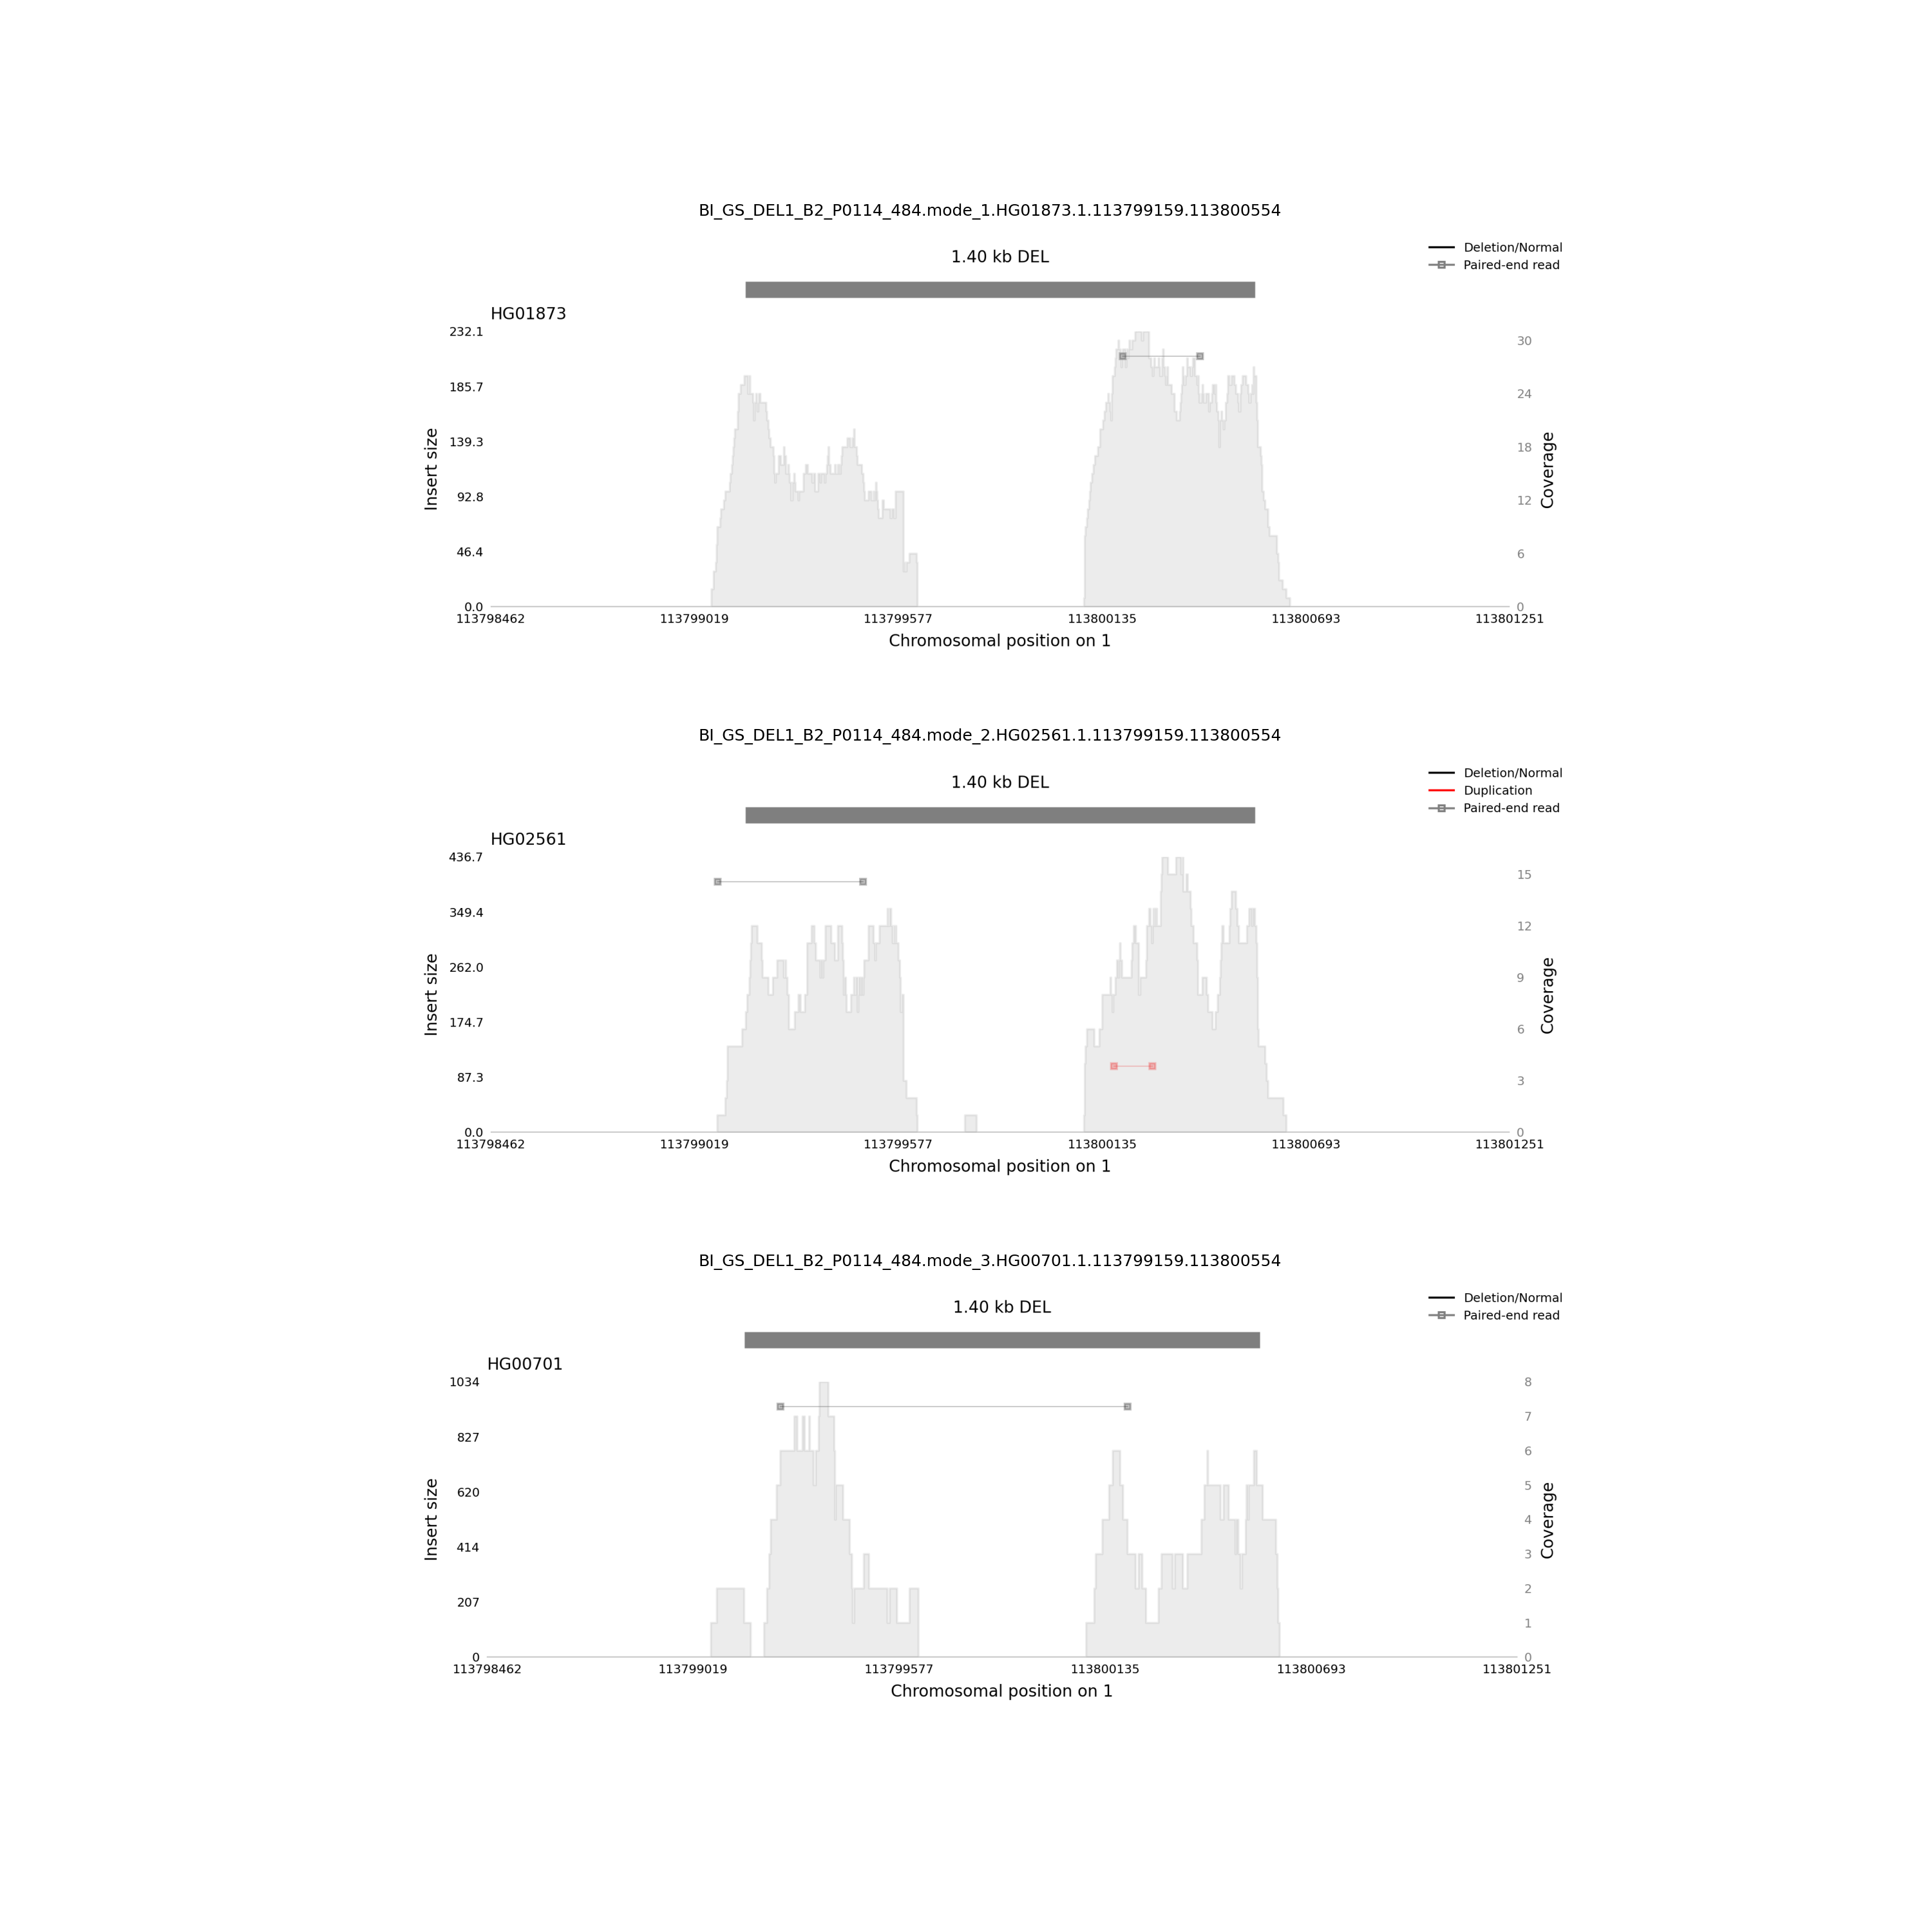 BI_GS_DEL1_B2_P0114_484.mode_1.HG01873.1.113799159.113800554
1.40 kb DEL
Deletion/Normal
Paired-end read
HG01873
232.1
185.7
139.3
92.8
46.4
0.0
Insert size
30
24
18
12
6
0
Coverage
113798462 113799019 113799577 113800135 113800693 113801251
Chromosomal position on 1
BI_GS_DEL1_B2_P0114_484.mode_2.HG02561.1.113799159.113800554
1.40 kb DEL
Deletion/Normal
Duplication
Paired-end read
HG02561
436.7
349.4
262.0
174.7
87.3
0.0
Insert size
15
12
9
6
3
0
Coverage
113798462 113799019 113799577 113800135 113800693 113801251
Chromosomal position on 1
BI_GS_DEL1_B2_P0114_484.mode_3.HG00701.1.113799159.113800554
1.40 kb DEL
Deletion/Normal
Paired-end read
HG00701
1034
827
620
414
207
0
Insert size
8
7
6
5
4
3
2
1
0
Coverage
113798462 113799019 113799577 113800135 113800693 113801251
Chromosomal position on 1